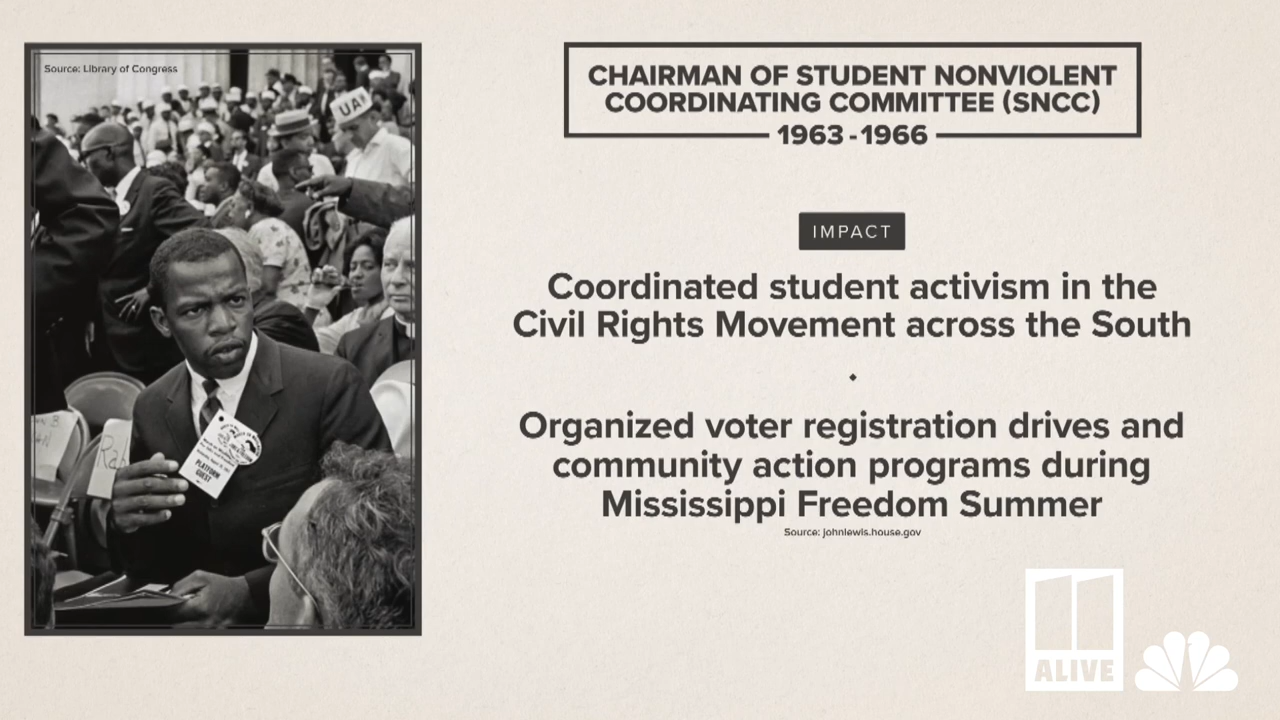 Source: Library of Congress
UAW
PLATFORM
GUEST
CHAIRMAN OF STUDENT NONVIOLENT
COORDINATING COMMITTEE (SNCC)
1963 - 1966
IMPACT
Coordinated student activism in the
Civil Rights Movement across the South
Organized voter registration drives and
community action programs during
Mississippi Freedom Summer
Source: johnlewis.house.gov
11
ALIVE